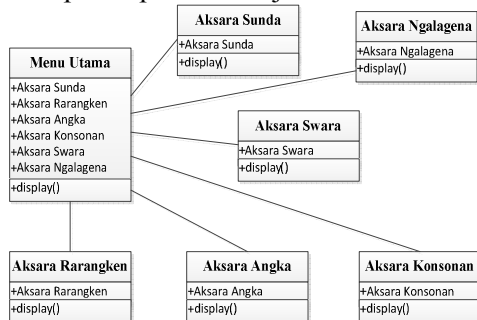 Aksara Sunda
+Aksara Sunda
+display()
Aksara Ngalagena
+Aksara Ngalagena
+display()
Menu Utama
+Aksara Sunda
+Aksara Rarangken
+Aksara Angka
+Aksara Konsonan
+Aksara Swara
+Aksara Ngalagena
+display()
Aksara Swara
+Aksara Swara
+display()
Aksara Rarangken
+Aksara Rarangken
+display()
Aksara Angka
+Aksara Angka
+display()
Aksara Konsonan
+Aksara Konsonan
+display()